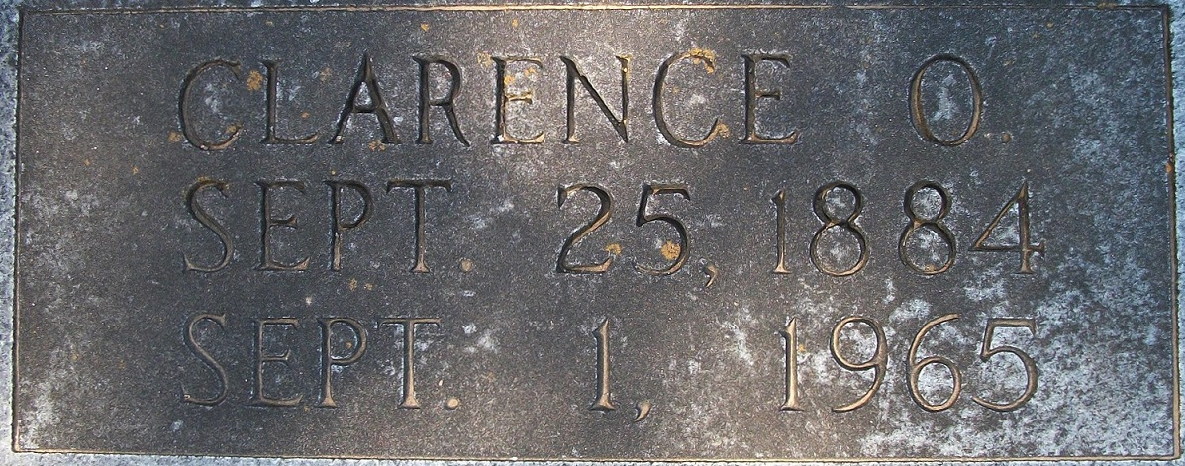 CLARENCE O.
SEPT. 25, 1884
SEPT. 1, 1965